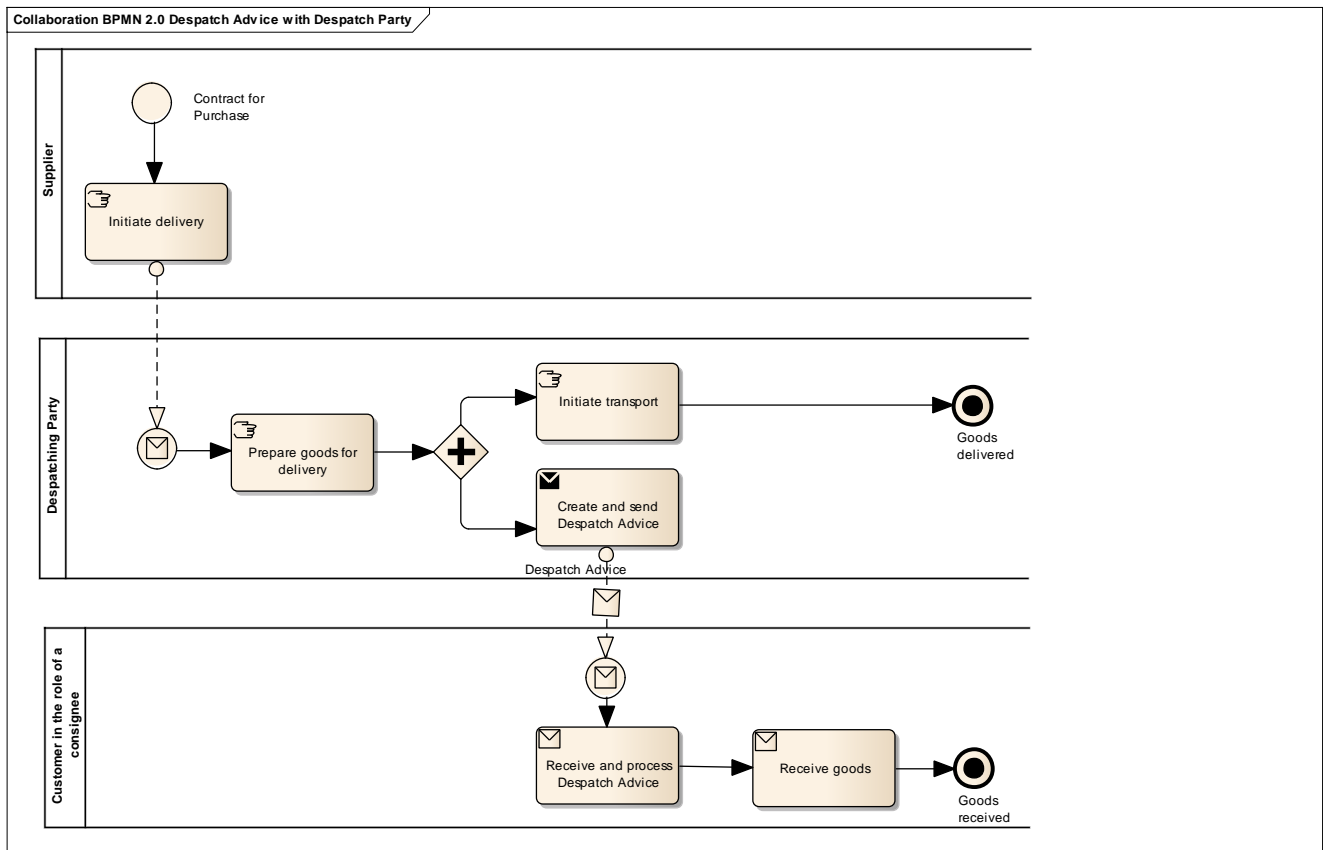 Collaboration BPMN 2.0 Despatch Advice with Despatch Party
Supplier
Contract for
Purchase
Initiate delivery
Despatching Party
Prepare goods for
delivery
Initiate transport
Goods
delivered
Create and send
Despatch Advice
Despatch Advice
Customer in the role of a
consignee
Receive and process
Despatch Advice
Receive goods
Goods
received